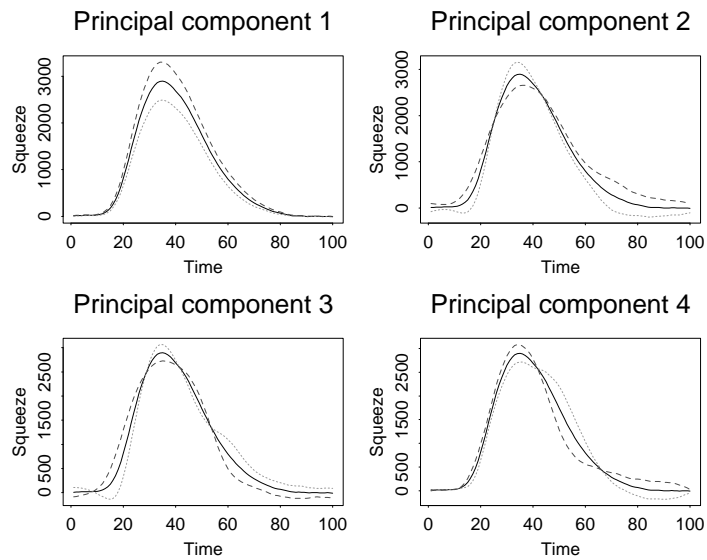 Principal component 1
Squeeze
0 1000 2000 3000
0 20 40 60 80 100
Time
Principal component 2
Squeeze
0 1000 2000 3000
0 20 40 60 80 100
Time
Principal component 3
Squeeze
0 500 1500 2500
0 20 40 60 80 100
Time
Principal component 4
Squeeze
0 500 1500 2500
0 20 40 60 80 100
Time